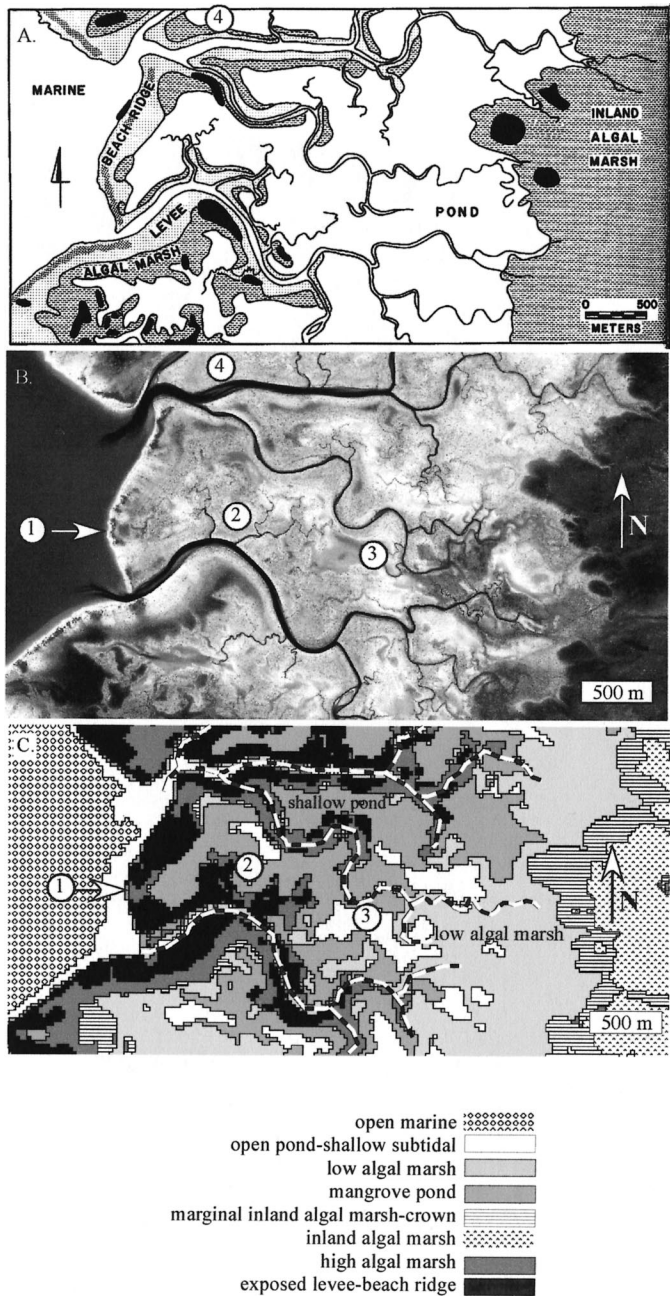 A.
4
MARINE
BEACH RIDGE
LEVEE
ALGAL MARSH
POND
INLAND
ALGAL
MARSH
0 500
METERS
B.
4
1
2
3
N
500 m
C.
shallow pond
1
2
3
N
low algal marsh
500 m
open marine
open pond-shallow subtidal
low algal marsh
mangrove pond
marginal inland algal marsh-crown
inland algal marsh
high algal marsh
exposed levee-beach ridge